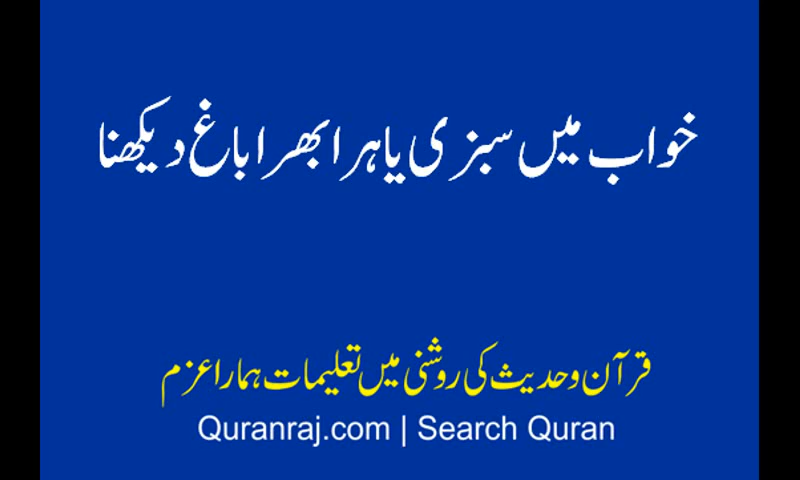 خواب میں سبزی یا ہرا بھرا باغ دیکھنا
قرآن و حدیث کی روشنی میں تعلیمات ہمارا عزم
Quranraj.com | Search Quran